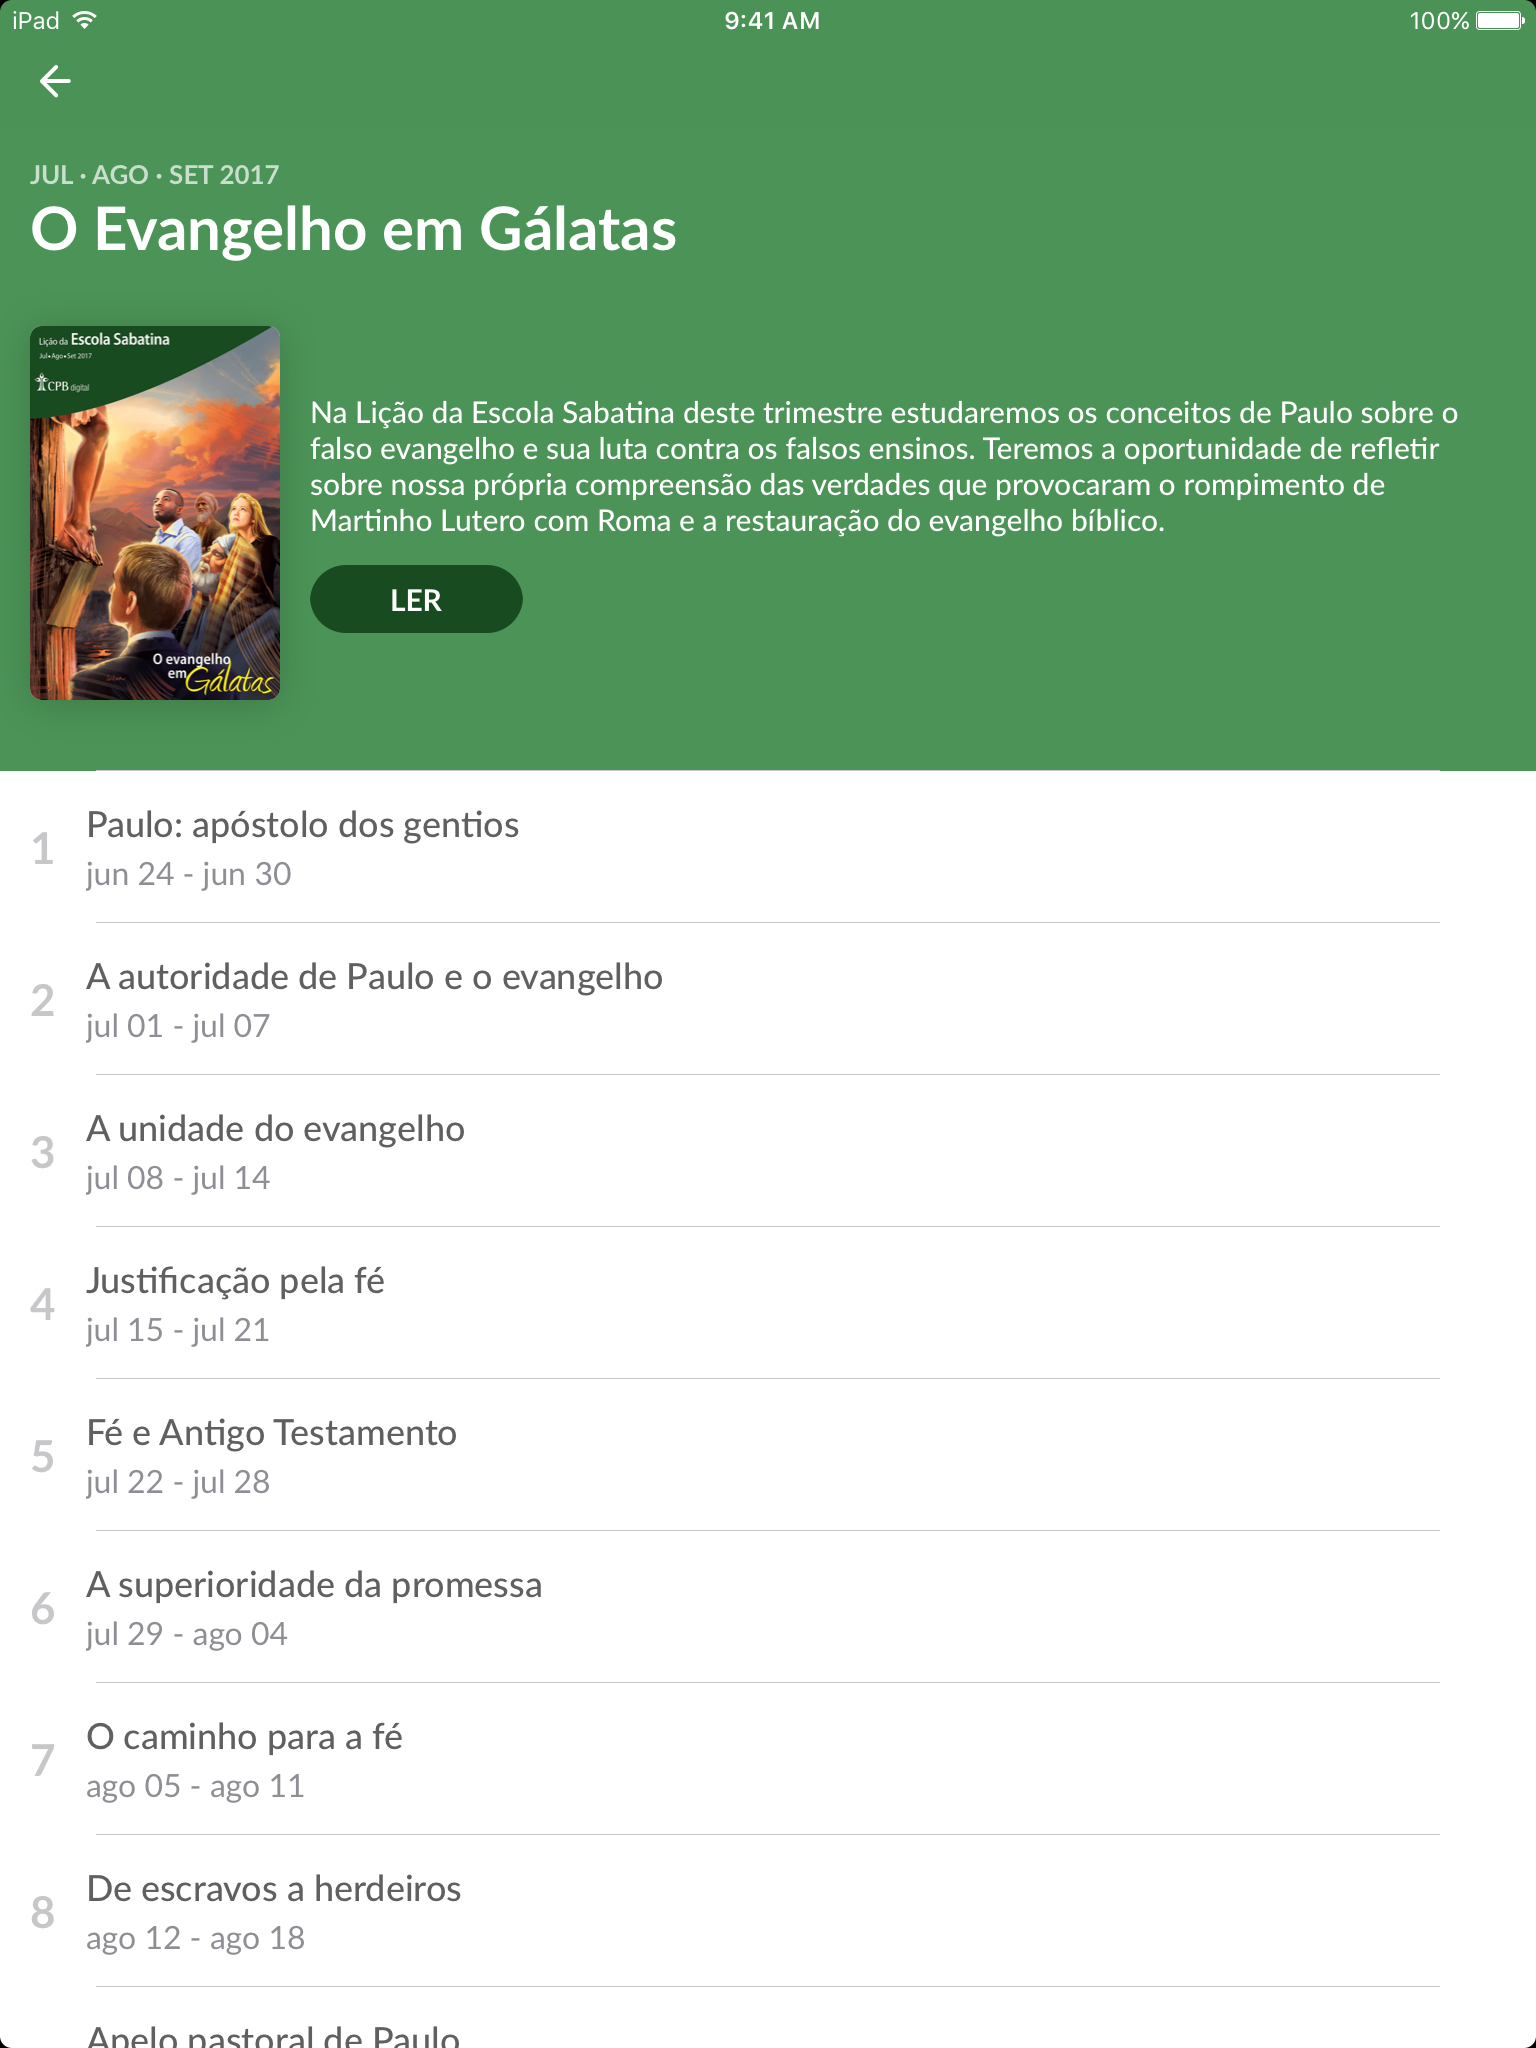 iPad
9:41 AM
100%
JUL · AGO · SET 2017
O Evangelho em Gálatas
Lição da Escola Sabatina
Jul•Ago•Set 2017
CPB digital
O evangelho
em Gálatas
Na Lição da Escola Sabatina deste trimestre estudaremos os conceitos de Paulo sobre o
falso evangelho e sua luta contra os falsos ensinos. Teremos a oportunidade de refletir
sobre nossa própria compreensão das verdades que provocaram o rompimento de
Martinho Lutero com Roma e a restauração do evangelho bíblico.
LER
1
Paulo: apóstolo dos gentios
jun 24 - jun 30
2
A autoridade de Paulo e o evangelho
jul 01 - jul 07
3
A unidade do evangelho
jul 08 - jul 14
4
Justificação pela fé
jul 15 - jul 21
5
Fé e Antigo Testamento
jul 22 - jul 28
6
A superioridade da promessa
jul 29 - ago 04
7
O caminho para a fé
ago 05 - ago 11
8
De escravos a herdeiros
ago 12 - ago 18
Apelo pastoral de Paulo